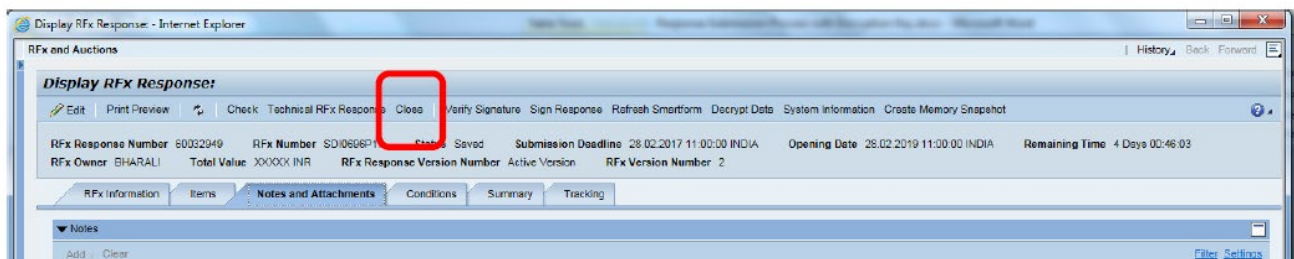 Display RFx Response: - Internet Explorer
RFx and Auctions History Back Forward
Display RFx Response:
Edit Print Preview Check Technical RFx Response Close Verify Signature Sign Response Refresh Smartform Decrypt Data System Information Create Memory Snapshot
RFx Response Number 60032949 RFx Number SDI0696P1 Status Saved Submission Deadline 28.02.2017 11:00:00 INDIA Opening Date 28.02.2019 11:00:00 INDIA Remaining Time 4 Days 00:46:03
RFx Owner BHARALI Total Value XXXXX INR RFx Response Version Number Active Version RFx Version Number 2
RFx Information Items Notes and Attachments Conditions Summary Tracking
Notes
Add Clear Filter Settings